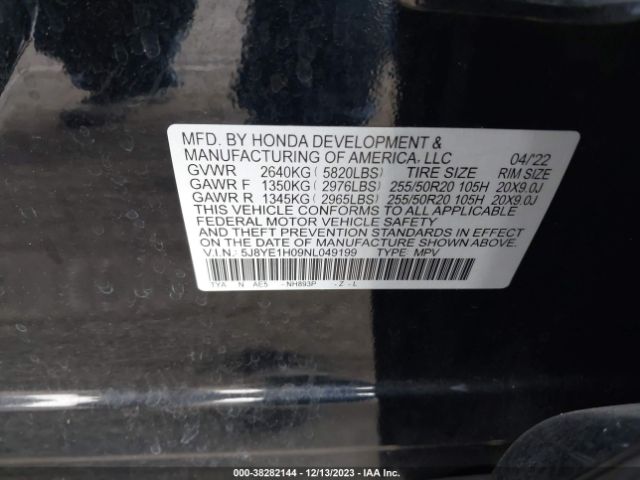 MFD. BY HONDA DEVELOPMENT &
MANUFACTURING OF AMERICA, LLC 04/'22
GVWR 2640KG ( 5820LBS) TIRE SIZE RIM SIZE
GAWR F 1350KG ( 2976LBS) 255/50R20 105H 20X9.0J
GAWR R 1345KG ( 2965LBS) 255/50R20 105H 20X9.0J
THIS VEHICLE CONFORMS TO ALL APPLICABLE
FEDERAL MOTOR VEHICLE SAFETY
AND THEFT PREVENTION STANDARDS IN EFFECT
ON THE DATE OF MANUFACTURE SHOWN ABOVE.
V.I.N.: 5J8YE1H09NL049199 TYPE: MPV
TYA N AE5 -NH893P -Z -L
000-38282144 - 12/13/2023 - IAA Inc.